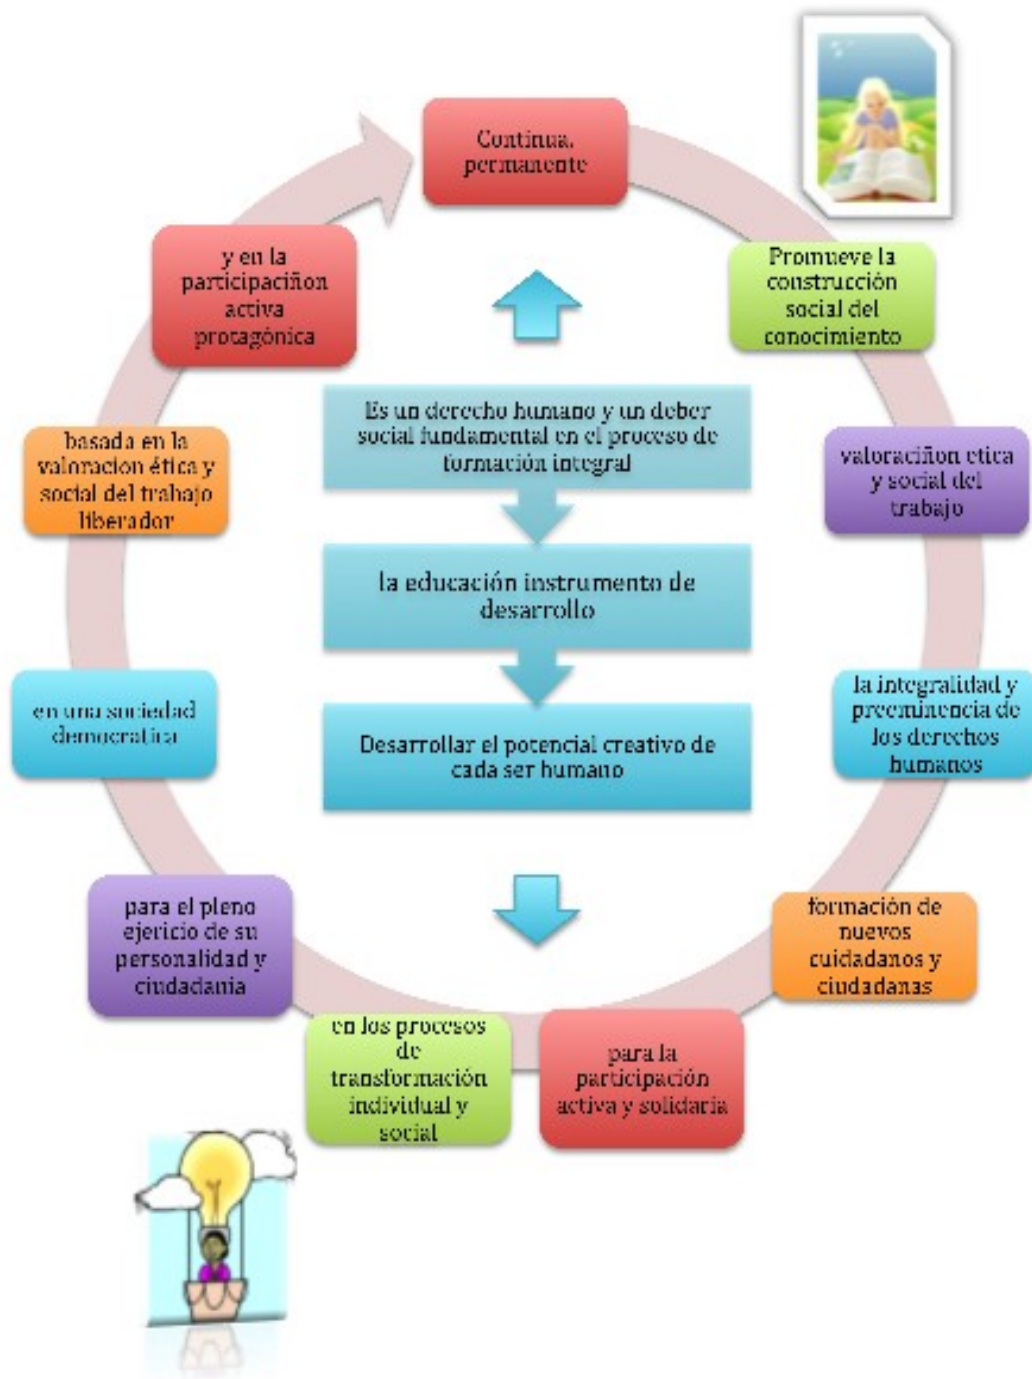 Continua.
permanente
Promueve la
construcción
social del
conocimiento
valoraciñon etica
y social del
trabajo
la integralidad y
preeminencia de
los derechos
humanos
formación de
nuevos
cuidadanos y
ciudadanas
para la
participación
activa y solidaria
en los procesos
de
transformación
individual y
social
para el pleno
ejericio de su
personalidad y
ciudadania
en una sociedad
democratica
basada en la
valoracion ética y
social del trabajo
liberador
y en la
participaciñon
activa
protagónica
Es un derecho humano y un deber
social fundamental en el proceso de
formación integral
la educación instrumento de
desarrollo
Desarrollar el potencial creativo de
cada ser humano